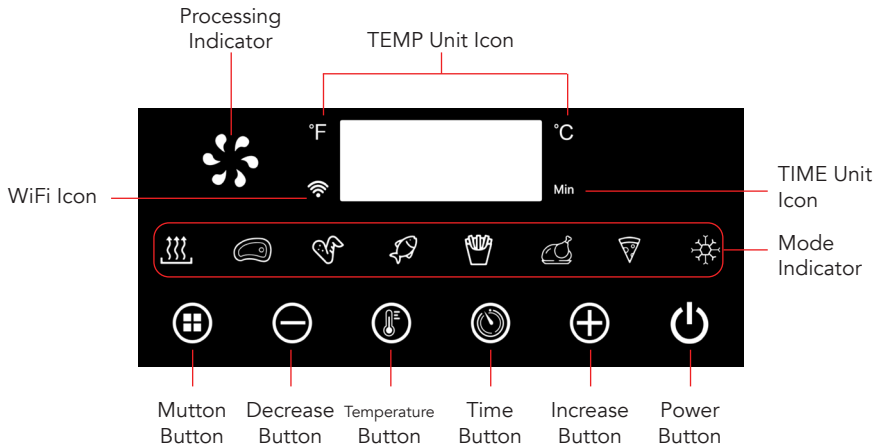 Processing
Indicator
TEMP Unit Icon
°F
°C
WiFi Icon
Min
TIME Unit
Icon
Mode
Indicator
Mutton
Button
Decrease
Button
Temperature
Button
Time
Button
Increase
Button
Power
Button